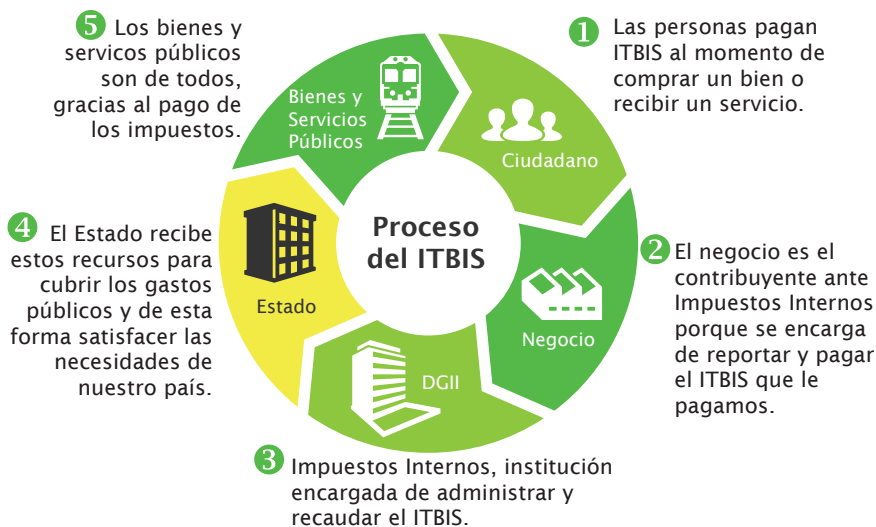 Proceso
del ITBIS
1 Las personas pagan
ITBIS al momento de
comprar un bien o
recibir un servicio.
Ciudadano
2 El negocio es el
contribuyente ante
Impuestos Internos
porque se encarga
de reportar y pagar
el ITBIS que le
pagamos.
Negocio
3 Impuestos Internos, institución
encargada de administrar y
recaudar el ITBIS.
DGII
4 El Estado recibe
estos recursos para
cubrir los gastos
públicos y de esta
forma satisfacer las
necesidades de
nuestro país.
Estado
5 Los bienes y
servicos públicos
son de todos,
gracias al pago de
los impuestos.
Bienes y
Servicios
Públicos